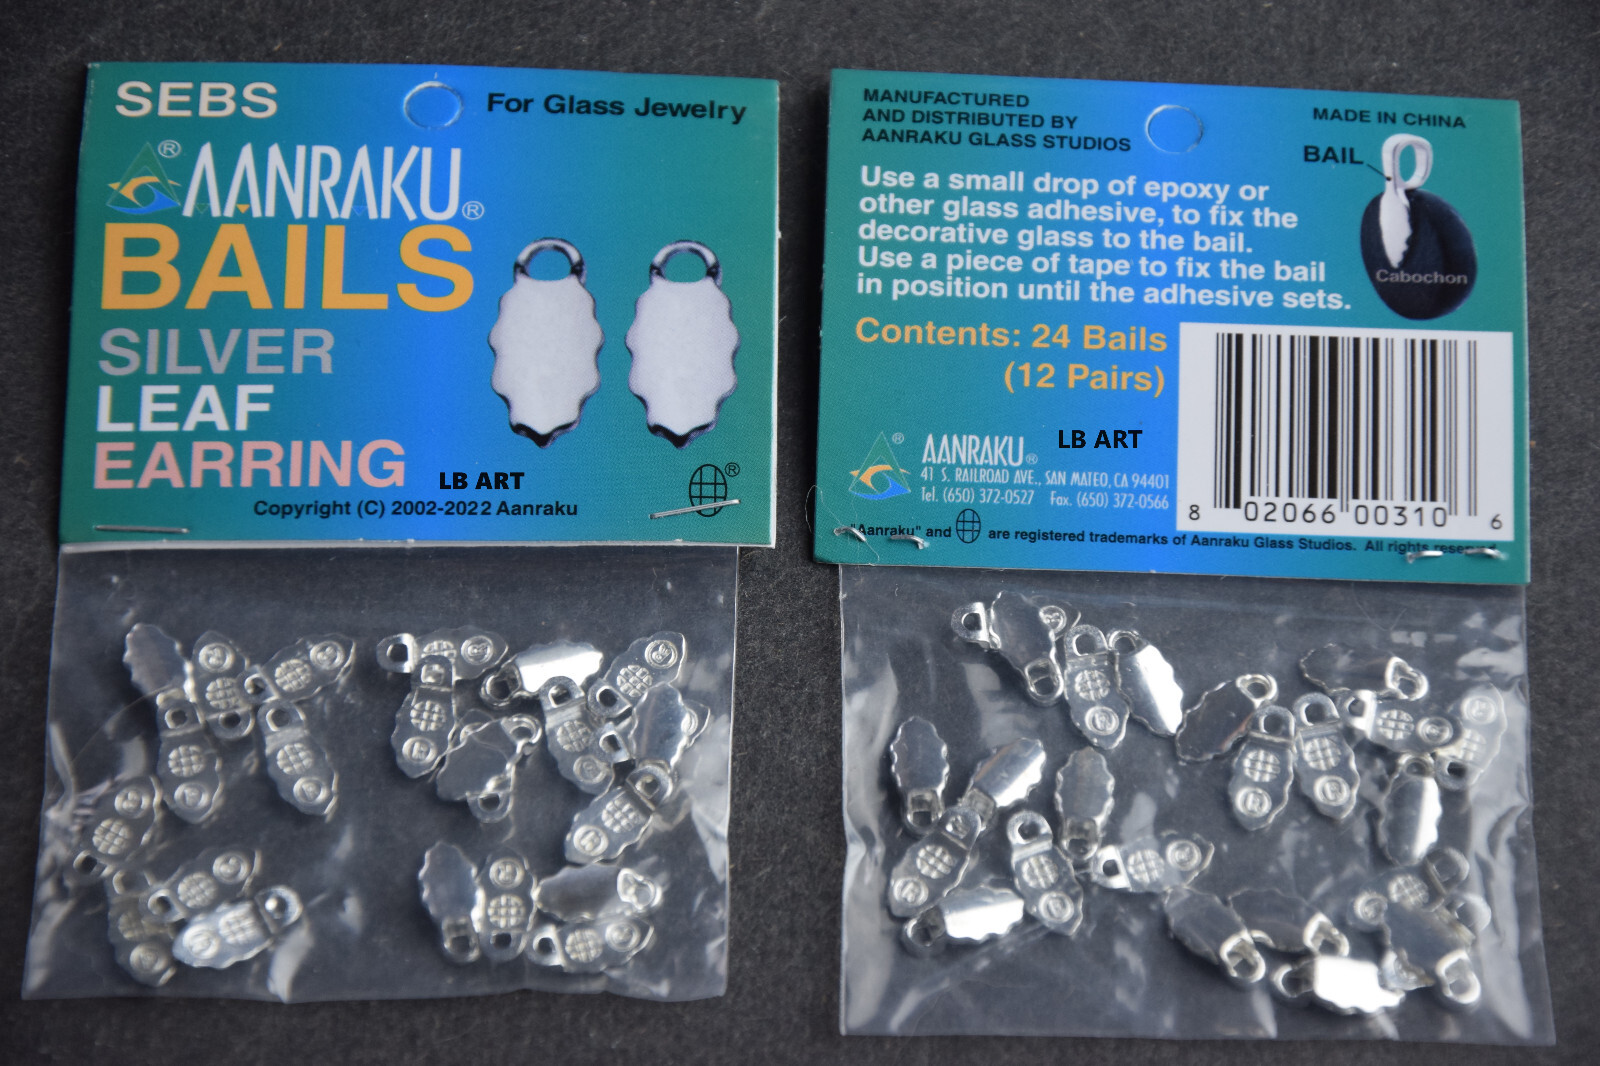 SEBS
For Glass Jewelry
AANRAKU®
BAILS
SILVER
LEAF
EARRING
LB ART
Copyright (C) 2002-2022 Aanraku
MANUFACTURED
AND DISTRIBUTED BY
AANRAKU GLASS STUDIOS
MADE IN CHINA
BAIL
Cabochon
Use a small drop of epoxy or
other glass adhesive, to fix the
decorative glass to the bail.
Use a piece of tape to fix the bail
in position until the adhesive sets.
Contents: 24 Bails
(12 Pairs)
LB ART
AANRAKU®
41 S. RAILROAD AVE., SAN MATEO, CA 94401
Tel. (650) 372-0527 Fax. (650) 372-0566
8 02066 00310 6
"Aanraku" and are registered trademarks of Aanraku Glass Studios. All rights reserved